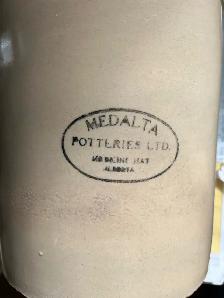 MEDALTA
POTTERIES LTD.
MEDICINE HAT
ALBERTA